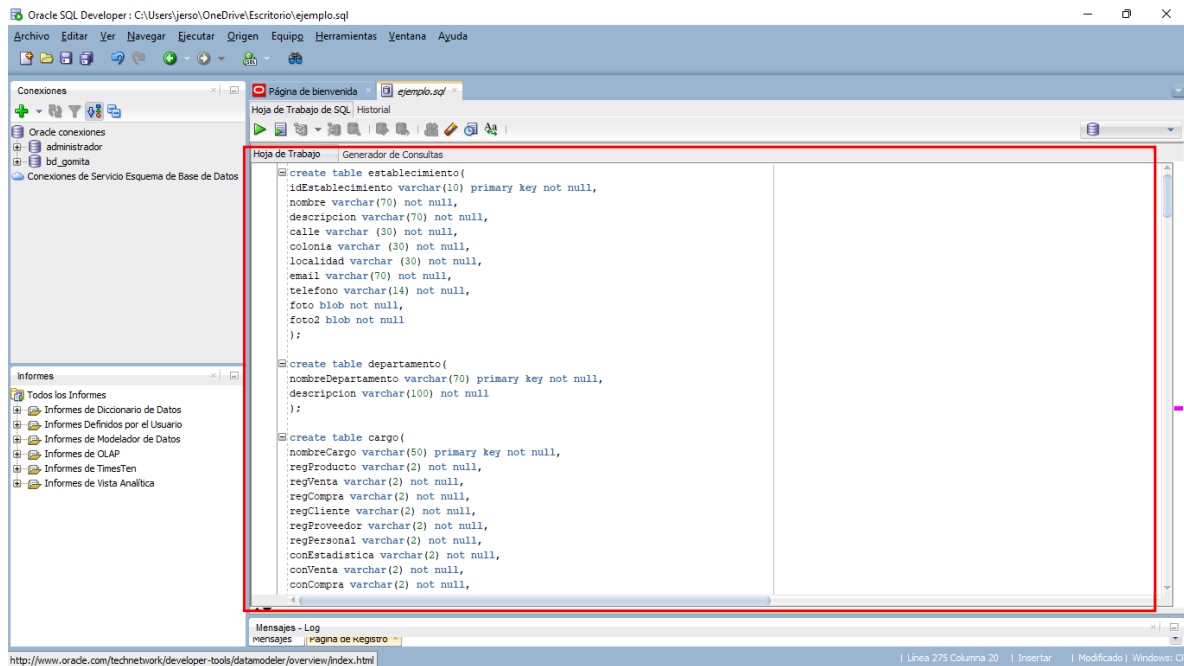 Oracle SQL Developer : C:\Users\jerso\OneDrive\Escritorio\ejemplo.sql
Archivo Editar Ver Navegar Ejecutar Origen Equipo Herramientas Ventana Ayuda
Conexiones
Oracle conexiones
administrador
bd_gomita
Conexiones de Servicio Esquema de Base de Datos
Informes
Todos los Informes
Informes de Diccionario de Datos
Informes Definidos por el Usuario
Informes de Modelador de Datos
Informes de OLAP
Informes de TimesTen
Informes de Vista Analítica
Página de bienvenida ejemplo.sql
Hoja de Trabajo de SQL Historial
Hoja de Trabajo Generador de Consultas
create table establecimiento(
idEstablecimiento varchar(10) primary key not null,
nombre varchar(70) not null,
descripcion varchar(70) not null,
calle varchar (30) not null,
colonia varchar (30) not null,
localidad varchar (30) not null,
email varchar(70) not null,
telefono varchar(14) not null,
foto blob not null,
foto2 blob not null
);
create table departamento(
nombreDepartamento varchar(70) primary key not null,
descripcion varchar(100) not null
);
create table cargo(
nombreCargo varchar(50) primary key not null,
regProducto varchar(2) not null,
regVenta varchar(2) not null,
regCompra varchar(2) not null,
regCliente varchar(2) not null,
regProveedor varchar(2) not null,
regPersonal varchar(2) not null,
conEstadistica varchar(2) not null,
conVenta varchar(2) not null,
conCompra varchar(2) not null,
Mensajes - Log
Mensajes Página de Registro
http://www.oracle.com/technetwork/developer-tools/datamodeler/overview/index.html
Línea 275 Columna 20 | Insertar | Modificado | Windows: C